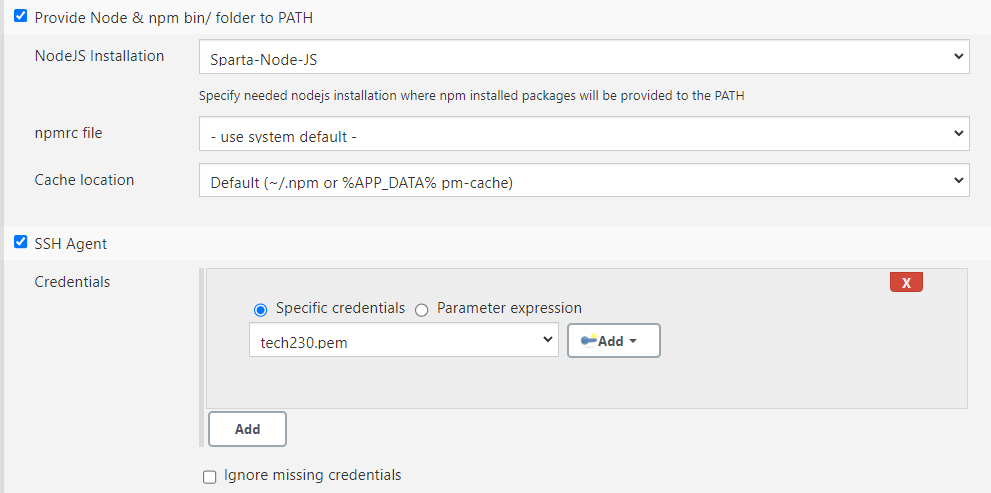 Provide Node & npm bin/ folder to PATH
NodeJS Installation
Sparta-Node-JS
Specify needed nodejs installation where npm installed packages will be provided to the PATH
npmrc file
- use system default -
Cache location
Default (~/.npm or %APP_DATA% pm-cache)
SSH Agent
Credentials
X
Specific credentials Parameter expression
tech230.pem
Add
Add
Ignore missing credentials